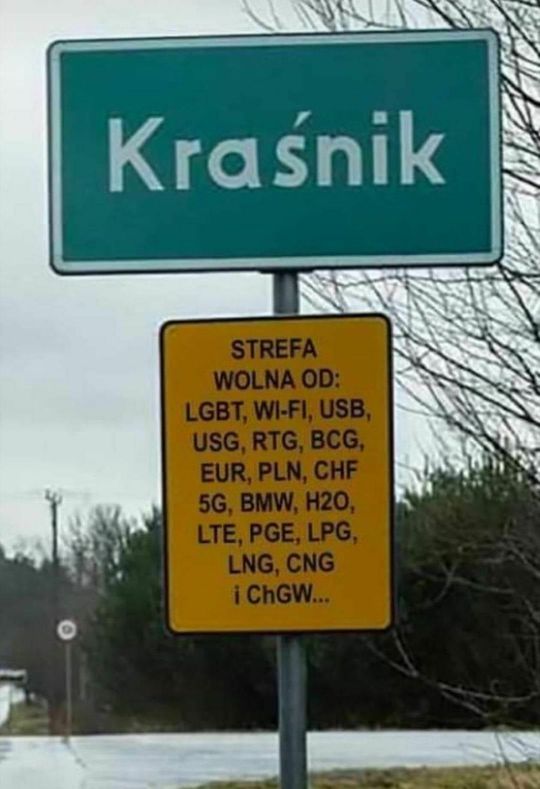 Kraśnik
STREFA
WOLNA OD:
LGBT, WI-FI, USB,
USG, RTG, BCG,
EUR, PLN, CHF
5G, BMW, H2O,
LTE, PGE, LPG,
LNG, CNG
i ChGW...